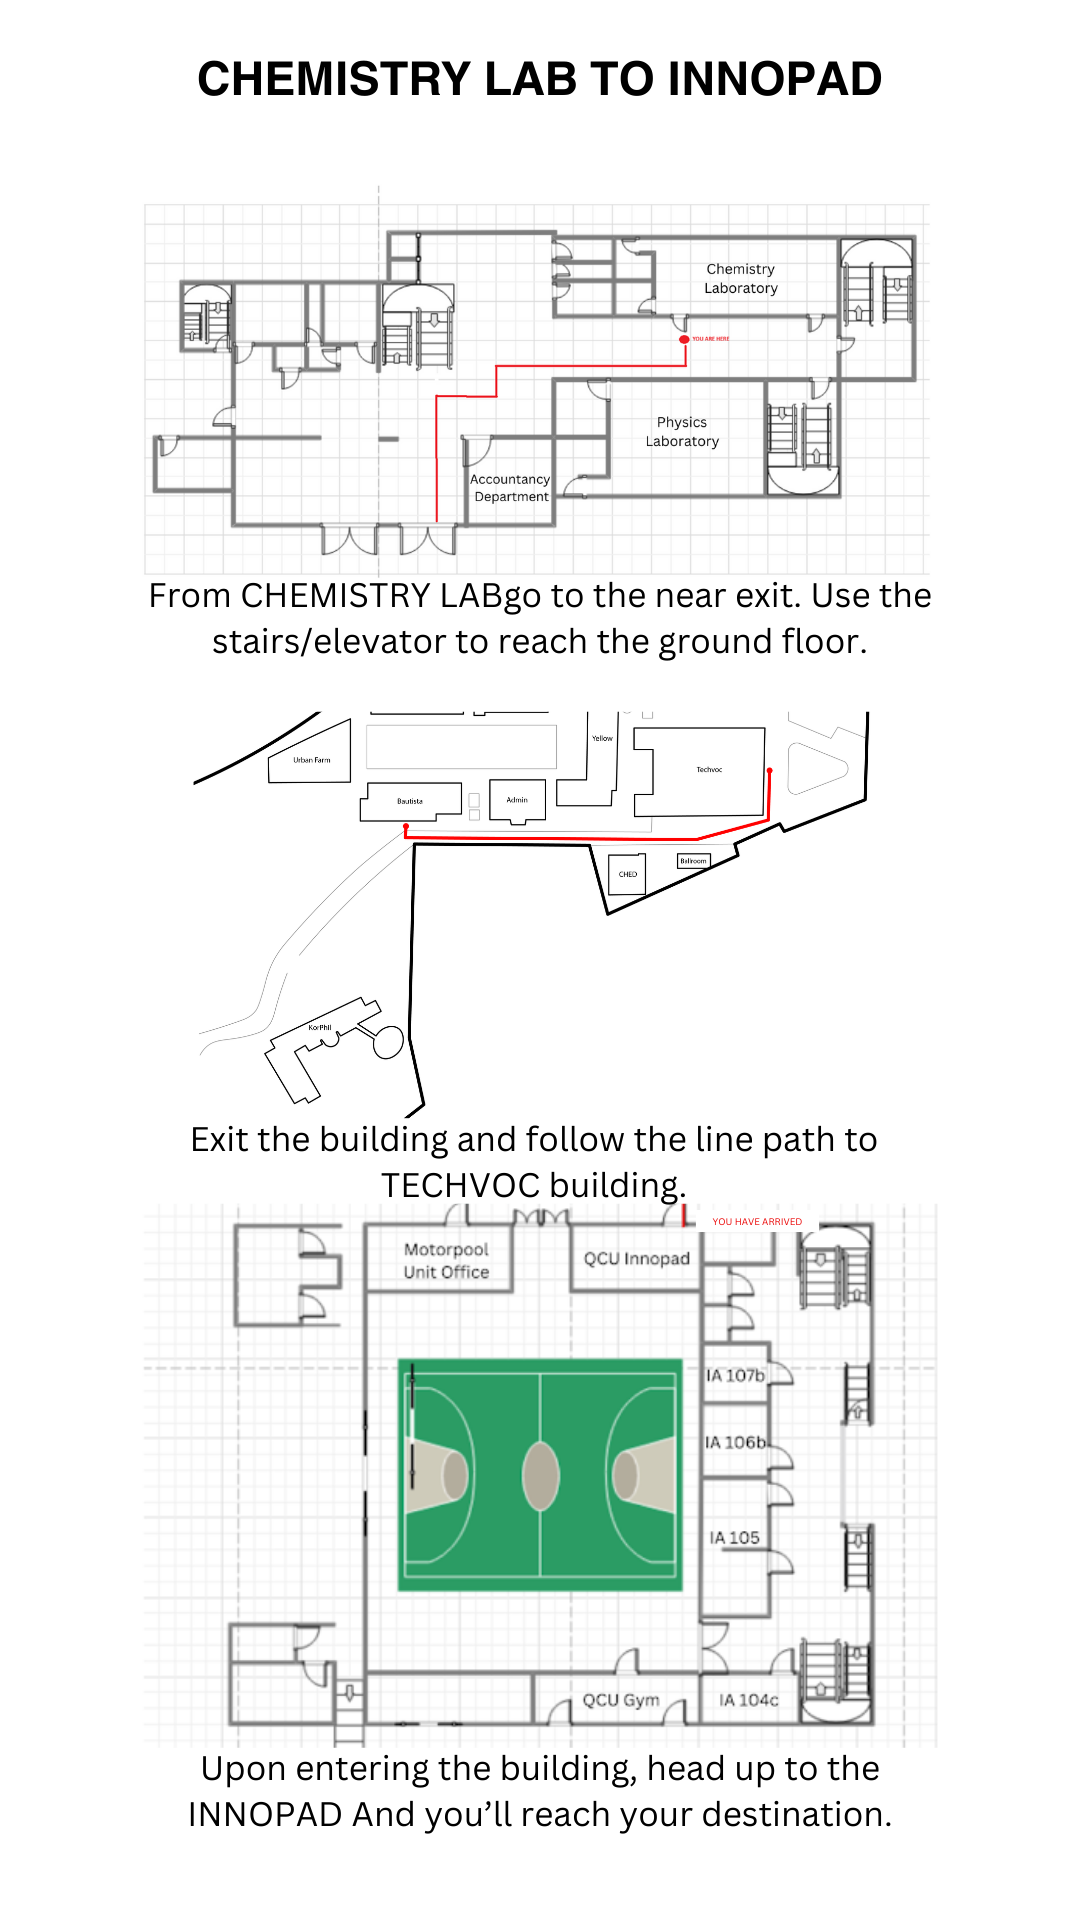 CHEMISTRY LAB TO INNOPAD
Chemistry
Laboratory
YOU ARE HERE
Physics
Laboratory
Accountancy
Department
From CHEMISTRY LABgo to the near exit. Use the
stairs/elevator to reach the ground floor.
Yellow
Urban Farm
Techvoc
Bautista
Admin
CHED
Ballroom
KorPhil
Exit the building and follow the line path to
TECHVOC building.
YOU HAVE ARRIVED
Motorpool
Unit Office
QCU Innopad
IA 107b
IA 106b
IA 105
QCU Gym
IA 104c
Upon entering the building, head up to the
INNOPAD And you’ll reach your destination.